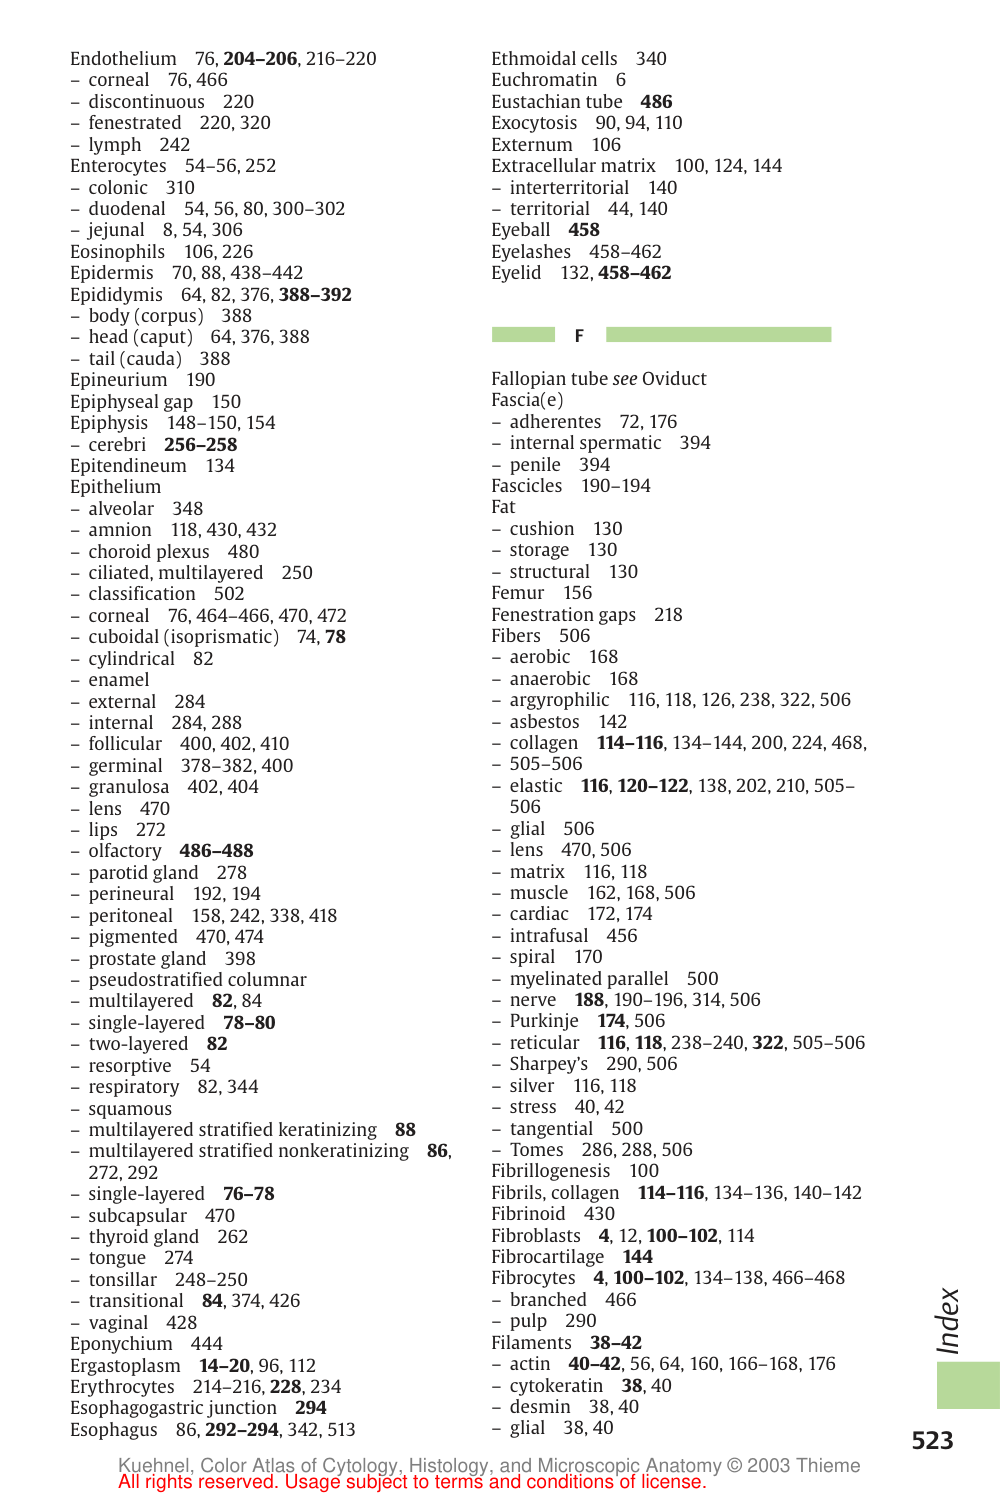 Endothelium 76, 204–206, 216–220
– corneal 76, 466
– discontinuous 220
– fenestrated 220, 320
– lymph 242
Enterocytes 54–56, 252
– colonic 310
– duodenal 54, 56, 80, 300–302
– jejunal 8, 54, 306
Eosinophils 106, 226
Epidermis 70, 88, 438–442
Epididymis 64, 82, 376, 388–392
– body (corpus) 388
– head (caput) 64, 376, 388
– tail (cauda) 388
Epineurium 190
Epiphyseal gap 150
Epiphysis 148–150, 154
– cerebri 256–258
Epitendineum 134
Epithelium
– alveolar 348
– amnion 118, 430, 432
– choroid plexus 480
– ciliated, multilayered 250
– classification 502
– corneal 76, 464–466, 470, 472
– cuboidal (isoprismatic) 74, 78
– cylindrical 82
– enamel
– external 284
– internal 284, 288
– follicular 400, 402, 410
– germinal 378–382, 400
– granulosa 402, 404
– lens 470
– lips 272
– olfactory 486–488
– parotid gland 278
– perineural 192, 194
– peritoneal 158, 242, 338, 418
– pigmented 470, 474
– prostate gland 398
– pseudostratified columnar
– multilayered 82, 84
– single-layered 78–80
– two-layered 82
– resorptive 54
– respiratory 82, 344
– squamous
– multilayered stratified keratinizing 88
– multilayered stratified nonkeratinizing 86,
272, 292
– single-layered 76–78
– subcapsular 470
– thyroid gland 262
– tongue 274
– tonsillar 248–250
– transitional 84, 374, 426
– vaginal 428
Eponychium 444
Ergastoplasm 14–20, 96, 112
Erythrocytes 214–216, 228, 234
Esophagogastric junction 294
Esophagus 86, 292–294, 342, 513
Ethmoidal cells 340
Euchromatin 6
Eustachian tube 486
Exocytosis 90, 94, 110
Externum 106
Extracellular matrix 100, 124, 144
– interterritorial 140
– territorial 44, 140
Eyeball 458
Eyelashes 458–462
Eyelid 132, 458–462
F
Fallopian tube see Oviduct
Fascia(e)
– adherentes 72, 176
– internal spermatic 394
– penile 394
Fascicles 190–194
Fat
– cushion 130
– storage 130
– structural 130
Femur 156
Fenestration gaps 218
Fibers 506
– aerobic 168
– anaerobic 168
– argyrophilic 116, 118, 126, 238, 322, 506
– asbestos 142
– collagen 114–116, 134–144, 200, 224, 468,
– 505–506
– elastic 116, 120–122, 138, 202, 210, 505–
506
– glial 506
– lens 470, 506
– matrix 116, 118
– muscle 162, 168, 506
– cardiac 172, 174
– intrafusal 456
– spiral 170
– myelinated parallel 500
– nerve 188, 190–196, 314, 506
– Purkinje 174, 506
– reticular 116, 118, 238–240, 322, 505–506
– Sharpey's 290, 506
– silver 116, 118
– stress 40, 42
– tangential 500
– Tomes 286, 288, 506
Fibrillogenesis 100
Fibrils, collagen 114–116, 134–136, 140–142
Fibrinoid 430
Fibroblasts 4, 12, 100–102, 114
Fibrocartilage 144
Fibrocytes 4, 100–102, 134–138, 466–468
– branched 466
– pulp 290
Filaments 38–42
– actin 40–42, 56, 64, 160, 166–168, 176
– cytokeratin 38, 40
– desmin 38, 40
– glial 38, 40
Index
523
Kuehnel, Color Atlas of Cytology, Histology, and Microscopic Anatomy © 2003 Thieme
All rights reserved. Usage subject to terms and conditions of license.